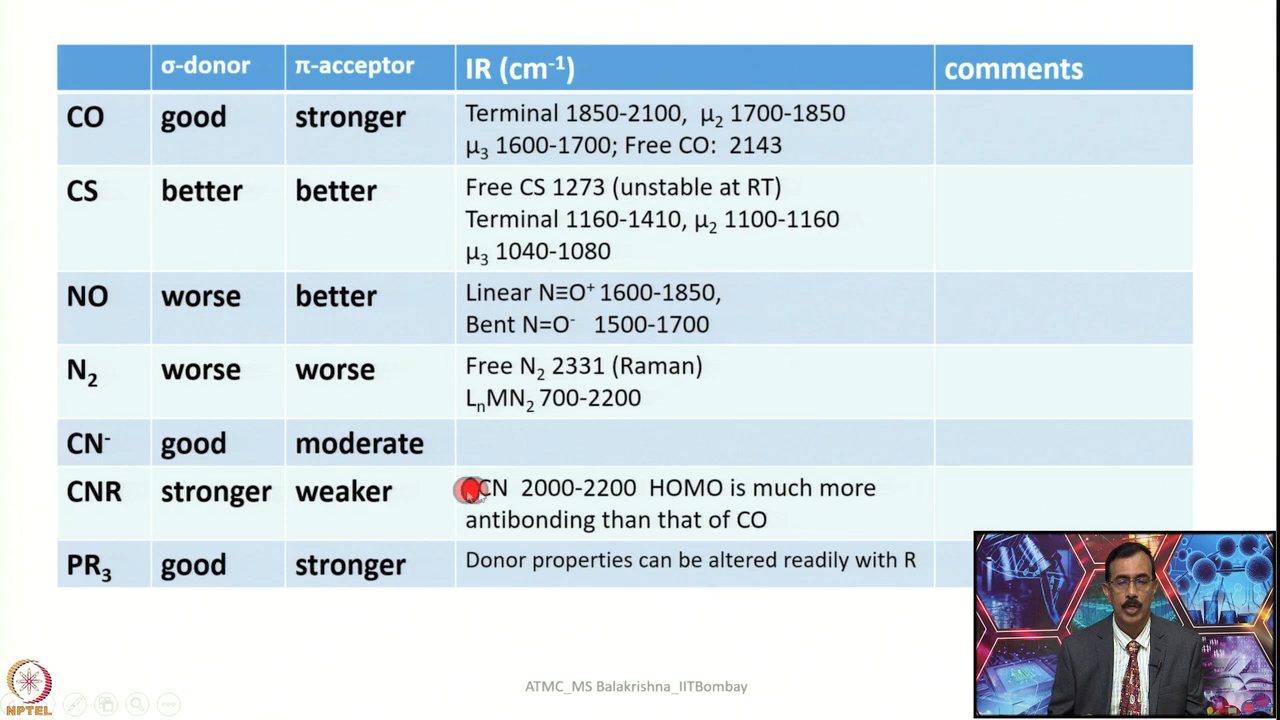 σ-donor π-acceptor IR (cm⁻¹) comments
CO good stronger Terminal 1850-2100, μ₂ 1700-1850
μ₃ 1600-1700; Free CO: 2143
CS better better Free CS 1273 (unstable at RT)
Terminal 1160-1410, μ₂ 1100-1160
μ₃ 1040-1080
NO worse better Linear N≡O⁺ 1600-1850,
Bent N=O⁻ 1500-1700
N₂ worse worse Free N₂ 2331 (Raman)
LₙMN₂ 700-2200
CN⁻ good moderate
CNR stronger weaker CN 2000-2200 HOMO is much more
antibonding than that of CO
PR₃ good stronger Donor properties can be altered readily with R
ATMC_MS Balakrishna_IITBombay
NPTEL